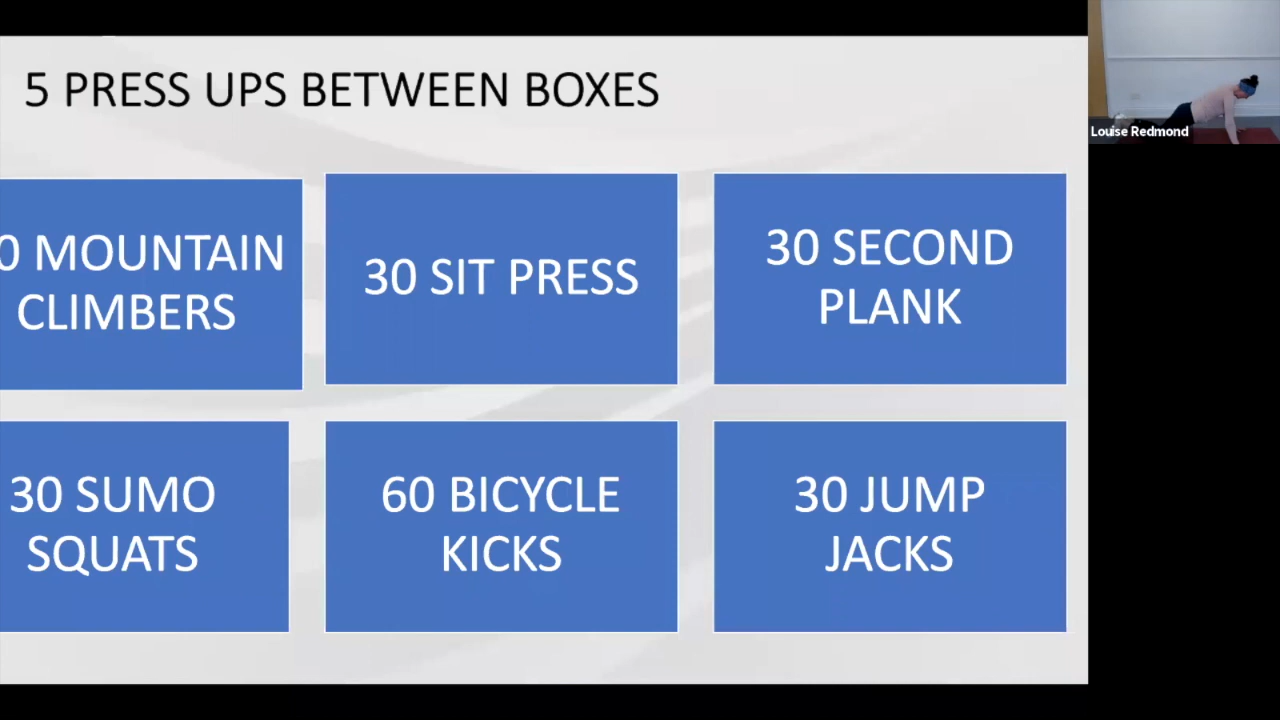 5 PRESS UPS BETWEEN BOXES
Louise Redmond
0 MOUNTAIN
CLIMBERS
30 SIT PRESS
30 SECOND
PLANK
30 SUMO
SQUATS
60 BICYCLE
KICKS
30 JUMP
JACKS